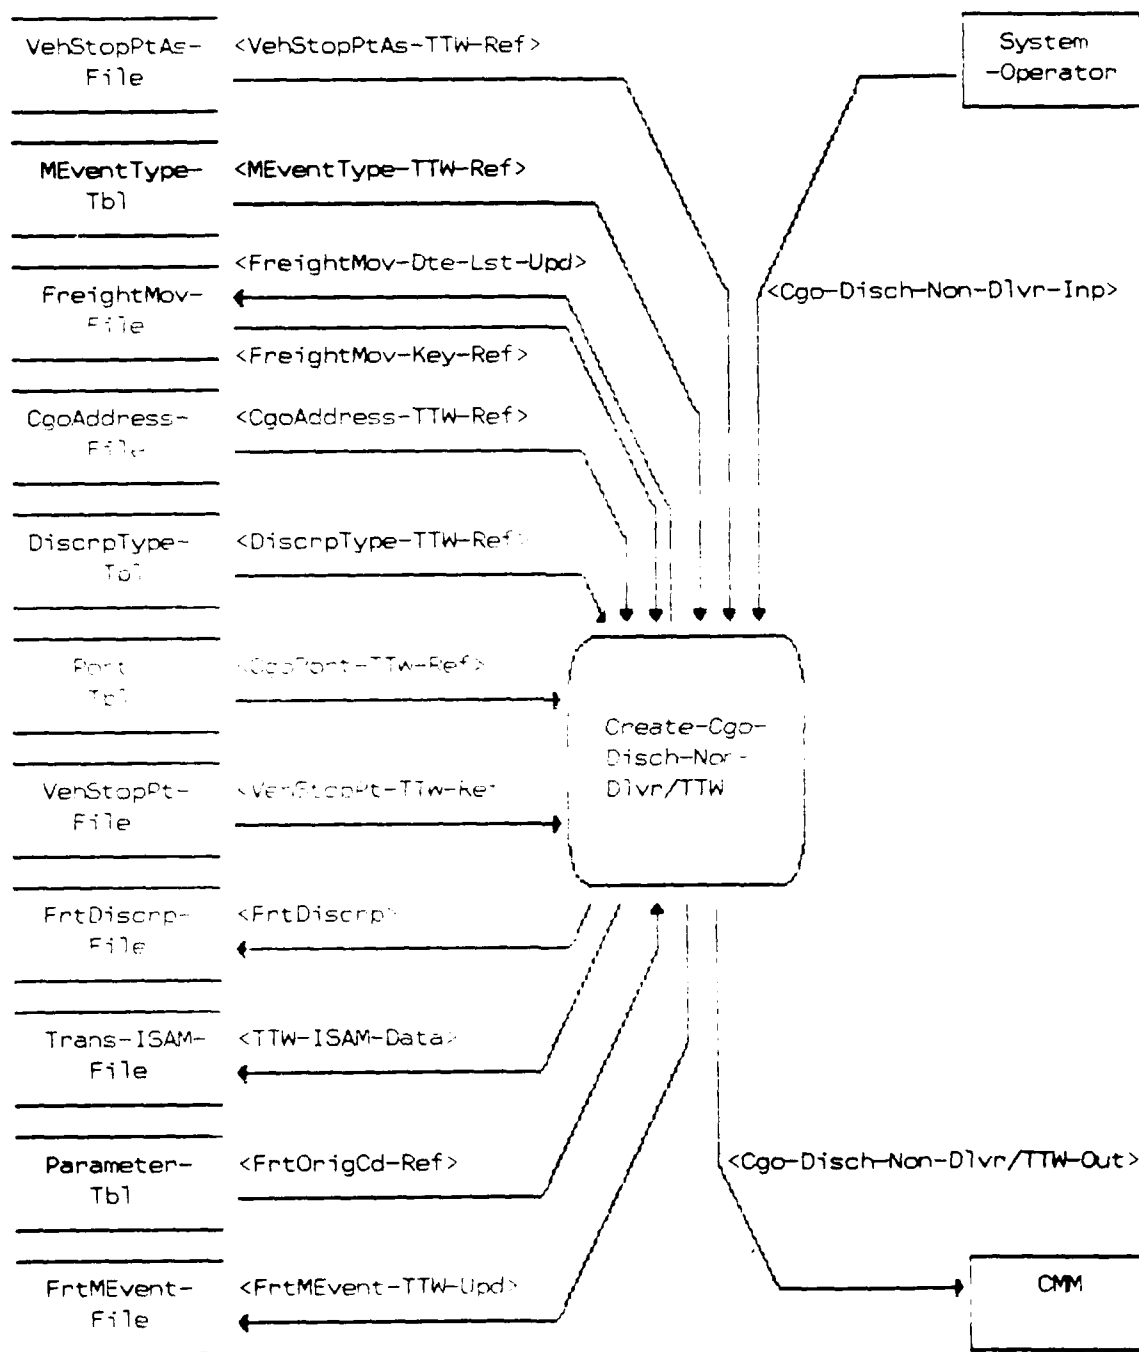 VehStopPtAs-
File
<VehStopPtAs-TTW-Ref>
System
-Operator
MEventType-
Tbl
<MEventType-TTW-Ref>
<FreightMov-Dte-Lst-Upd>
FreightMov-
File
<FreightMov-Key-Ref>
<Cgo-Disch-Non-Dlvr-Inp>
CgoAddress-
File
<CgoAddress-TTW-Ref>
DiscrpType-
Tbl
<DiscrpType-TTW-Ref>
Port
Tbl
<CgoPort-TTW-Ref>
Create-Cgo-
Disch-Non-
Dlvr/TTW
VehStopPt-
File
<VehStopPt-TTW-Ref
FrtDiscrp-
File
<FrtDiscrp>
Trans-ISAM-
File
<TTW-ISAM-Data>
Parameter-
Tbl
<FrtOrigCd-Ref>
<Cgo-Disch-Non-Dlvr/TTW-Out>
FrtMEvent-
File
<FrtMEvent-TTW-Upd>
CMM